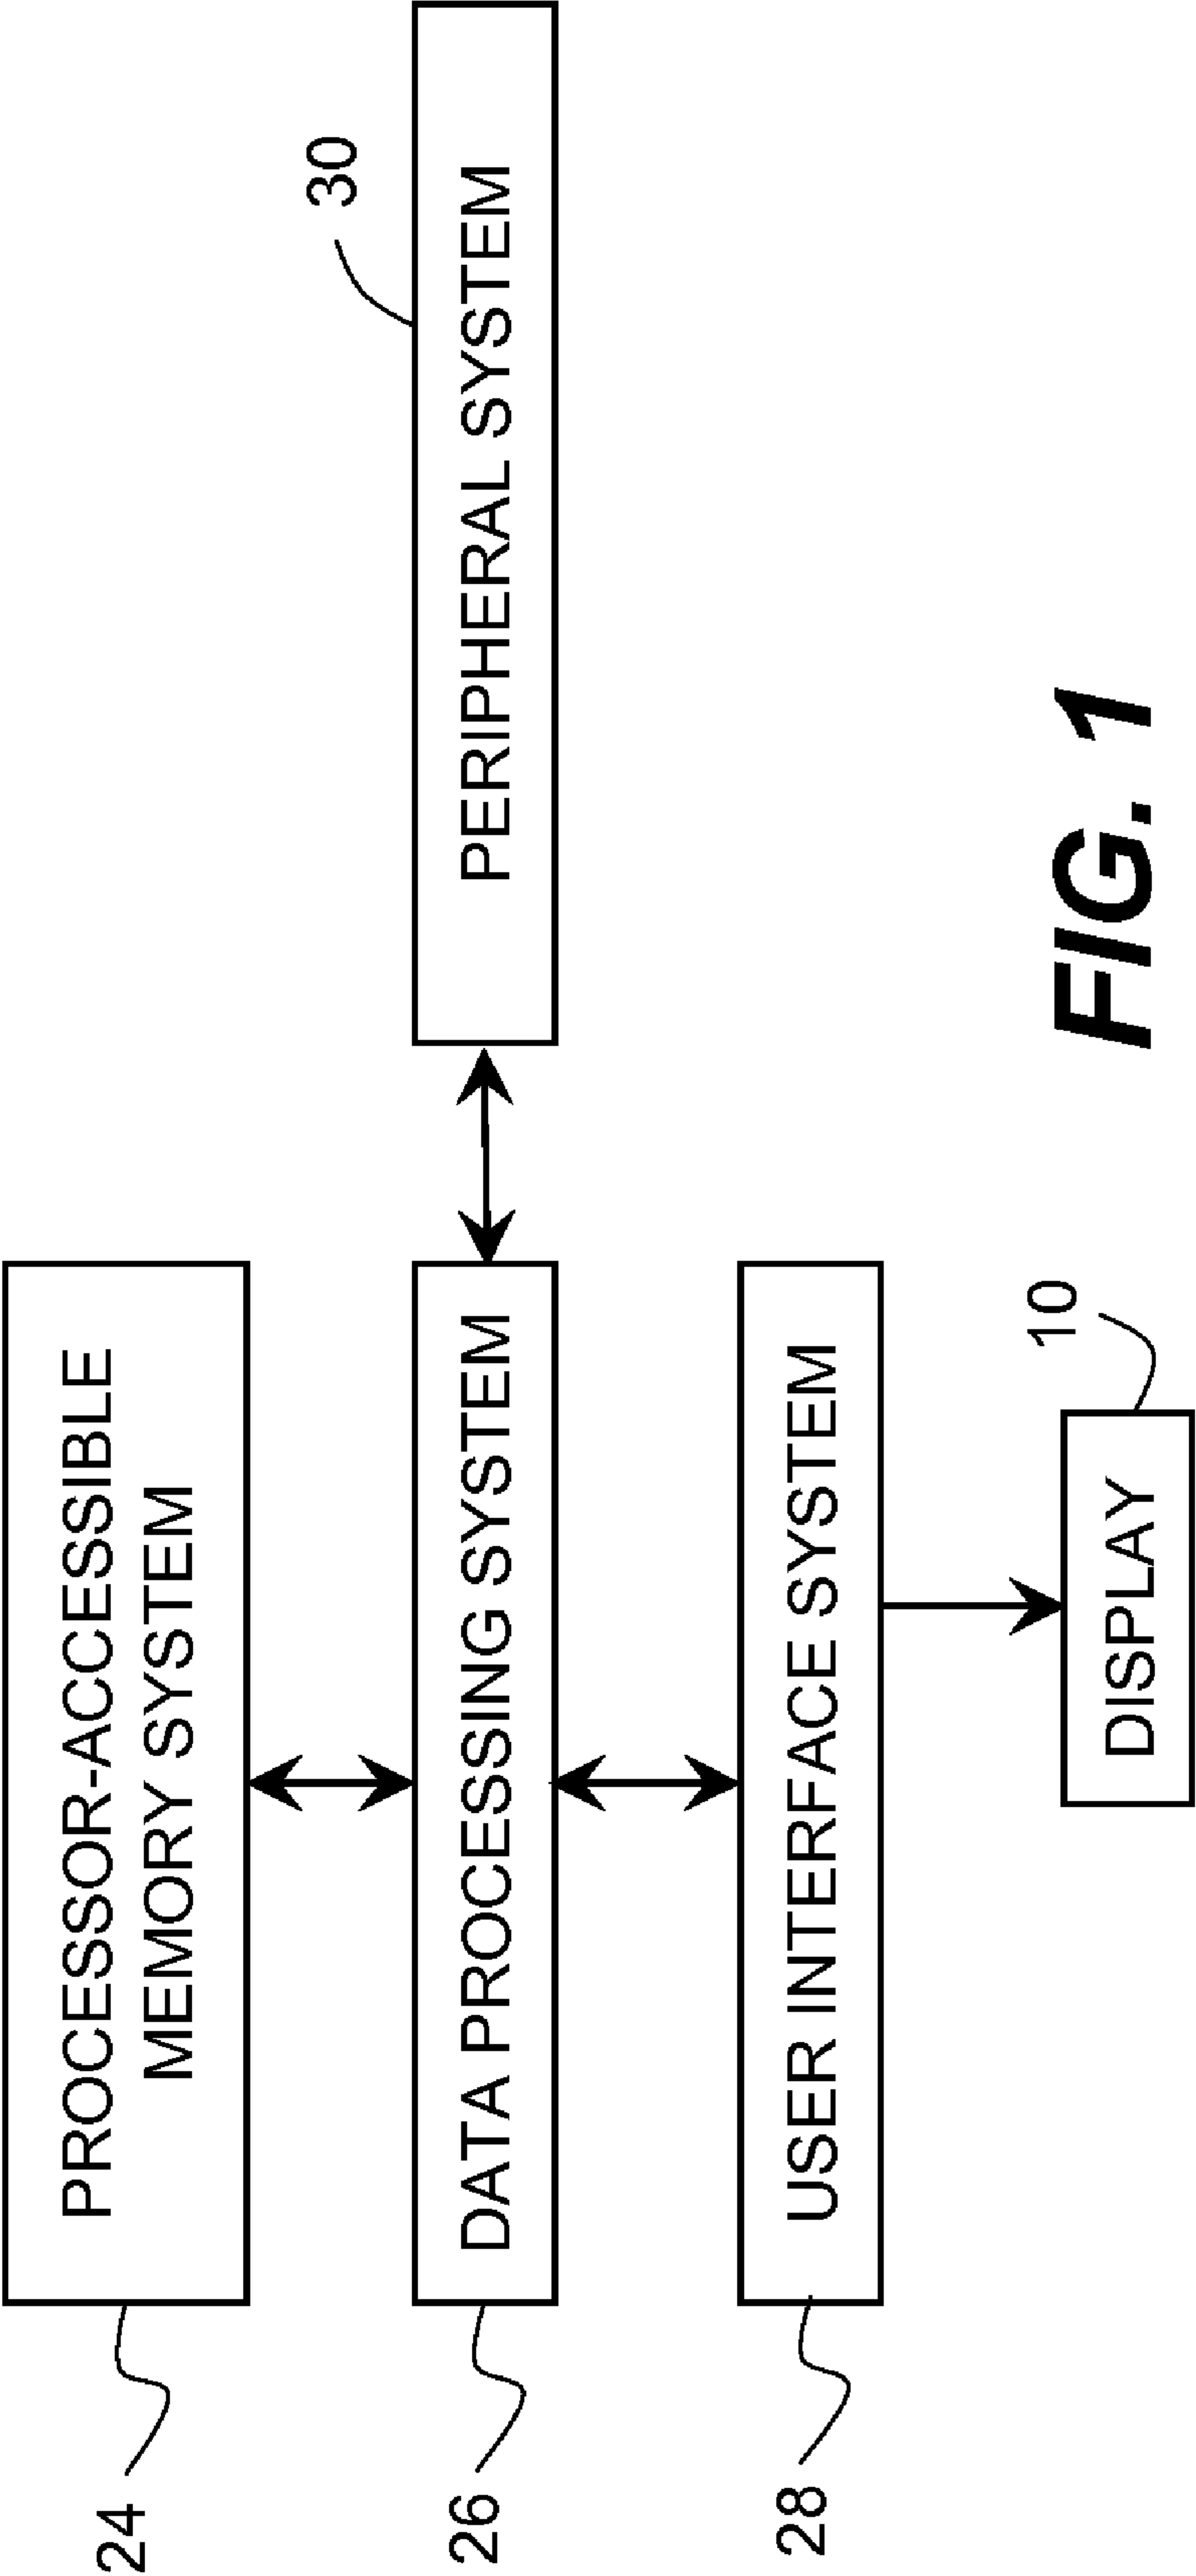 24
PROCESSOR-ACCESSIBLE
MEMORY SYSTEM
30
26
DATA PROCESSING SYSTEM
PERIPHERAL SYSTEM
28
USER INTERFACE SYSTEM
10
DISPLAY
FIG. 1